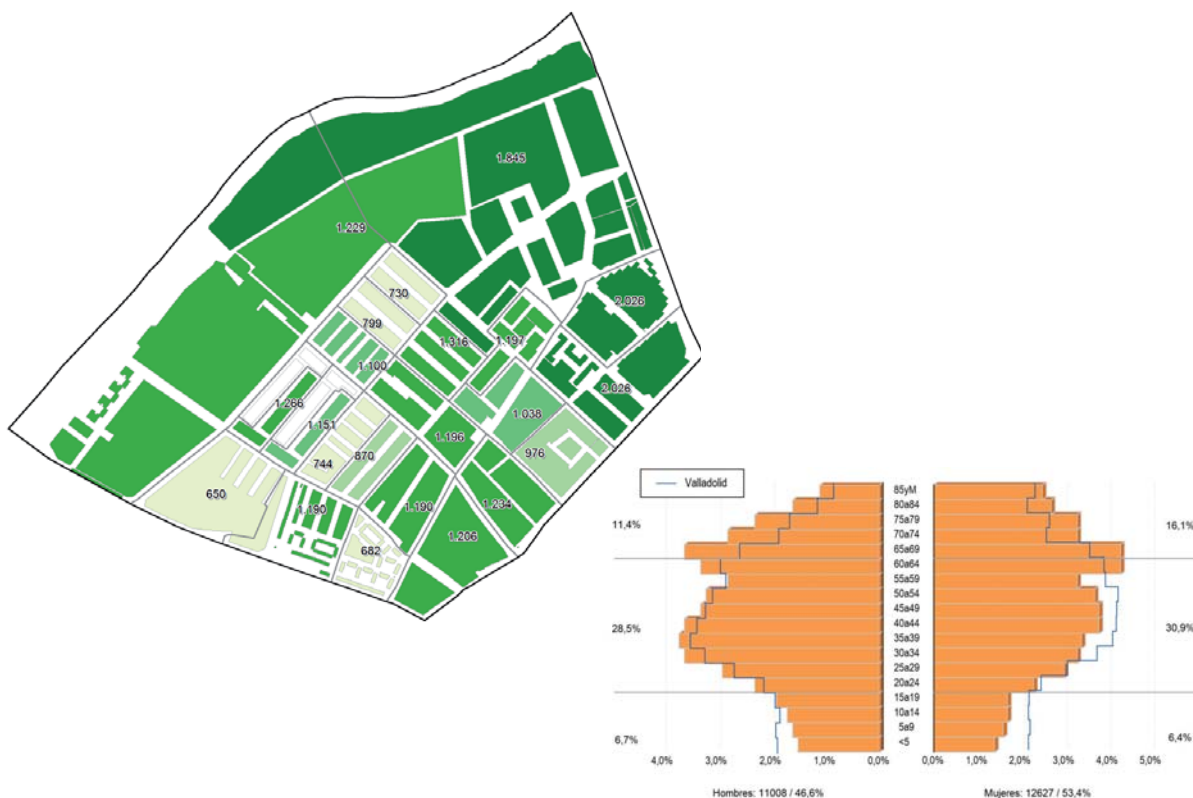 1.845
1.229
2.026
730
799
1.316
1.197
1.100
2.026
1.266
1.038
1.151
1.196
976
744
870
650
1.190
1.234
1.190
1.206
682
Valladolid
85yM
80a84
75a79
11,4%
16,1%
70a74
65a69
60a64
55a59
50a54
45a49
28,5%
30,9%
40a44
35a39
30a34
25a29
20a24
15a19
10a14
5a9
6,7%
6,4%
<5
4,0% 3,0% 2,0% 1,0% 0,0% 0,0% 1,0% 2,0% 3,0% 4,0% 5,0%
Hombres: 11008 / 46,6% Mujeres: 12627 / 53,4%